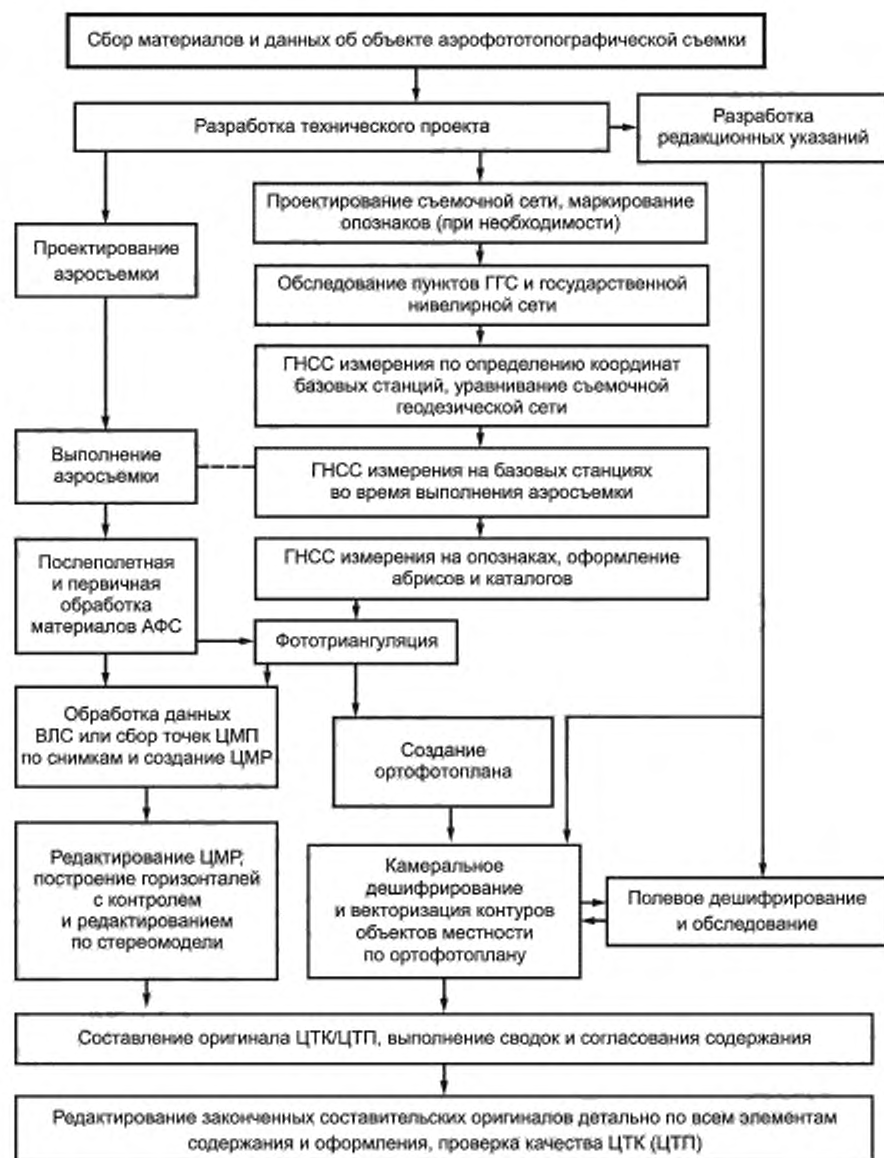 Сбор материалов и данных об объекте аэрофототопографической съемки
Разработка технического проекта
Разработка
редакционных указаний
Проектирование съемочной сети, маркирование
опознаков (при необходимости)
Проектирование
аэросъемки
Обследование пунктов ГГС и государственной
нивелирной сети
ГНСС измерения по определению координат
базовых станций, уравнивание съемочной
геодезической сети
Выполнение
аэросъемки
ГНСС измерения на базовых станциях
во время выполнения аэросъемки
Послеполетная
и первичная
обработка
материалов АФС
ГНСС измерения на опознаках, оформление
абрисов и каталогов
Фототриангуляция
Обработка данных
ВЛС или сбор точек ЦМП
по снимкам и создание ЦМР
Создание
ортофотоплана
Редактирование ЦМР,
построение горизонталей
с контролем
и редактированием
по стереомодели
Камеральное
дешифрирование
и векторизация контуров
объектов местности
по ортофотоплану
Полевое дешифрирование
и обследование
Составление оригинала ЦТК/ЦТП, выполнение сводок и согласования содержания
Редактирование законченных составительских оригиналов детально по всем элементам
содержания и оформления, проверка качества ЦТК (ЦТП)